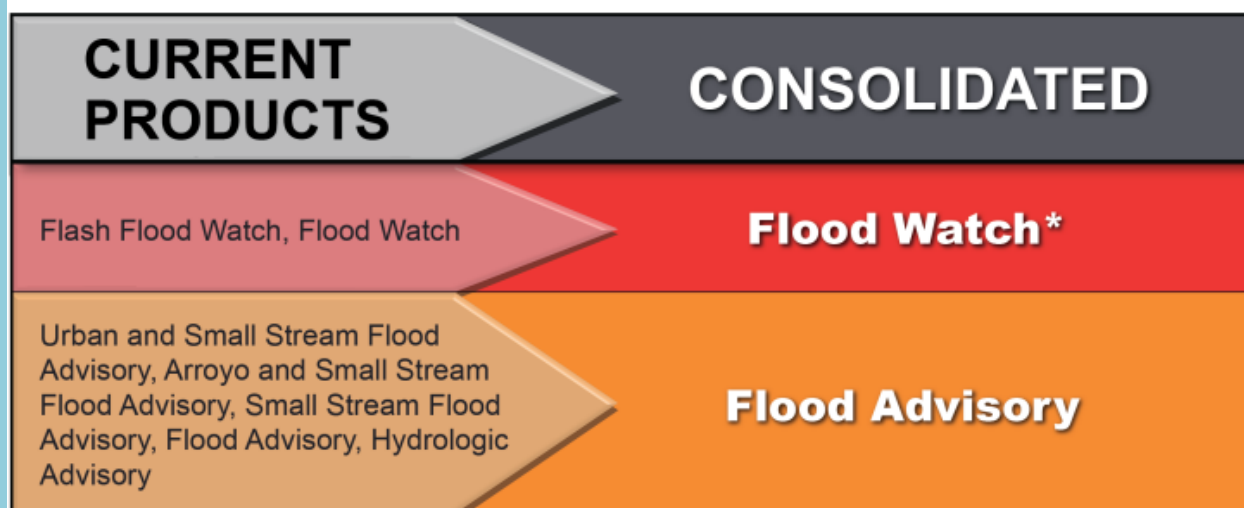 CURRENT
PRODUCTS
CONSOLIDATED
Flash Flood Watch, Flood Watch
Flood Watch*
Urban and Small Stream Flood
Advisory, Arroyo and Small Stream
Flood Advisory, Small Stream Flood
Advisory, Flood Advisory, Hydrologic
Advisory
Flood Advisory